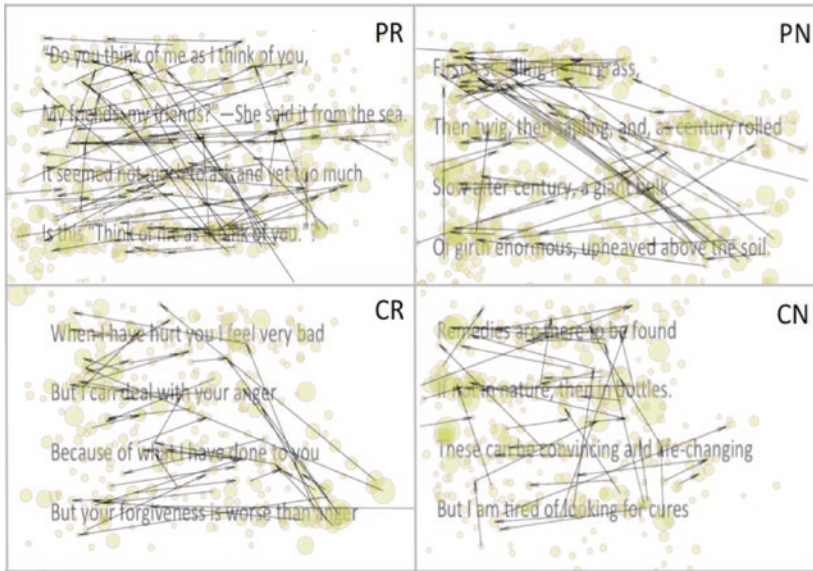 PR
“Do you think of me as I think of you,
My friends, my friends?”—She said it from the sea.
It seemed not much to ask and yet too much
Is this “Think of me as I think of you.”?
PN
First a seedling in grass,
Then twig, then sapling, and, as century rolled
Slow after century, a giant bulk
Of girth enormous, upheaved above the soil.
CR
When I have hurt you I feel very bad
But I can deal with your anger
Because of what I have done to you
But your forgiveness is worse than anger
CN
Remedies are there to be found
If not in nature, then in bottles.
These can be convincing and life-changing
But I am tired of looking for cures